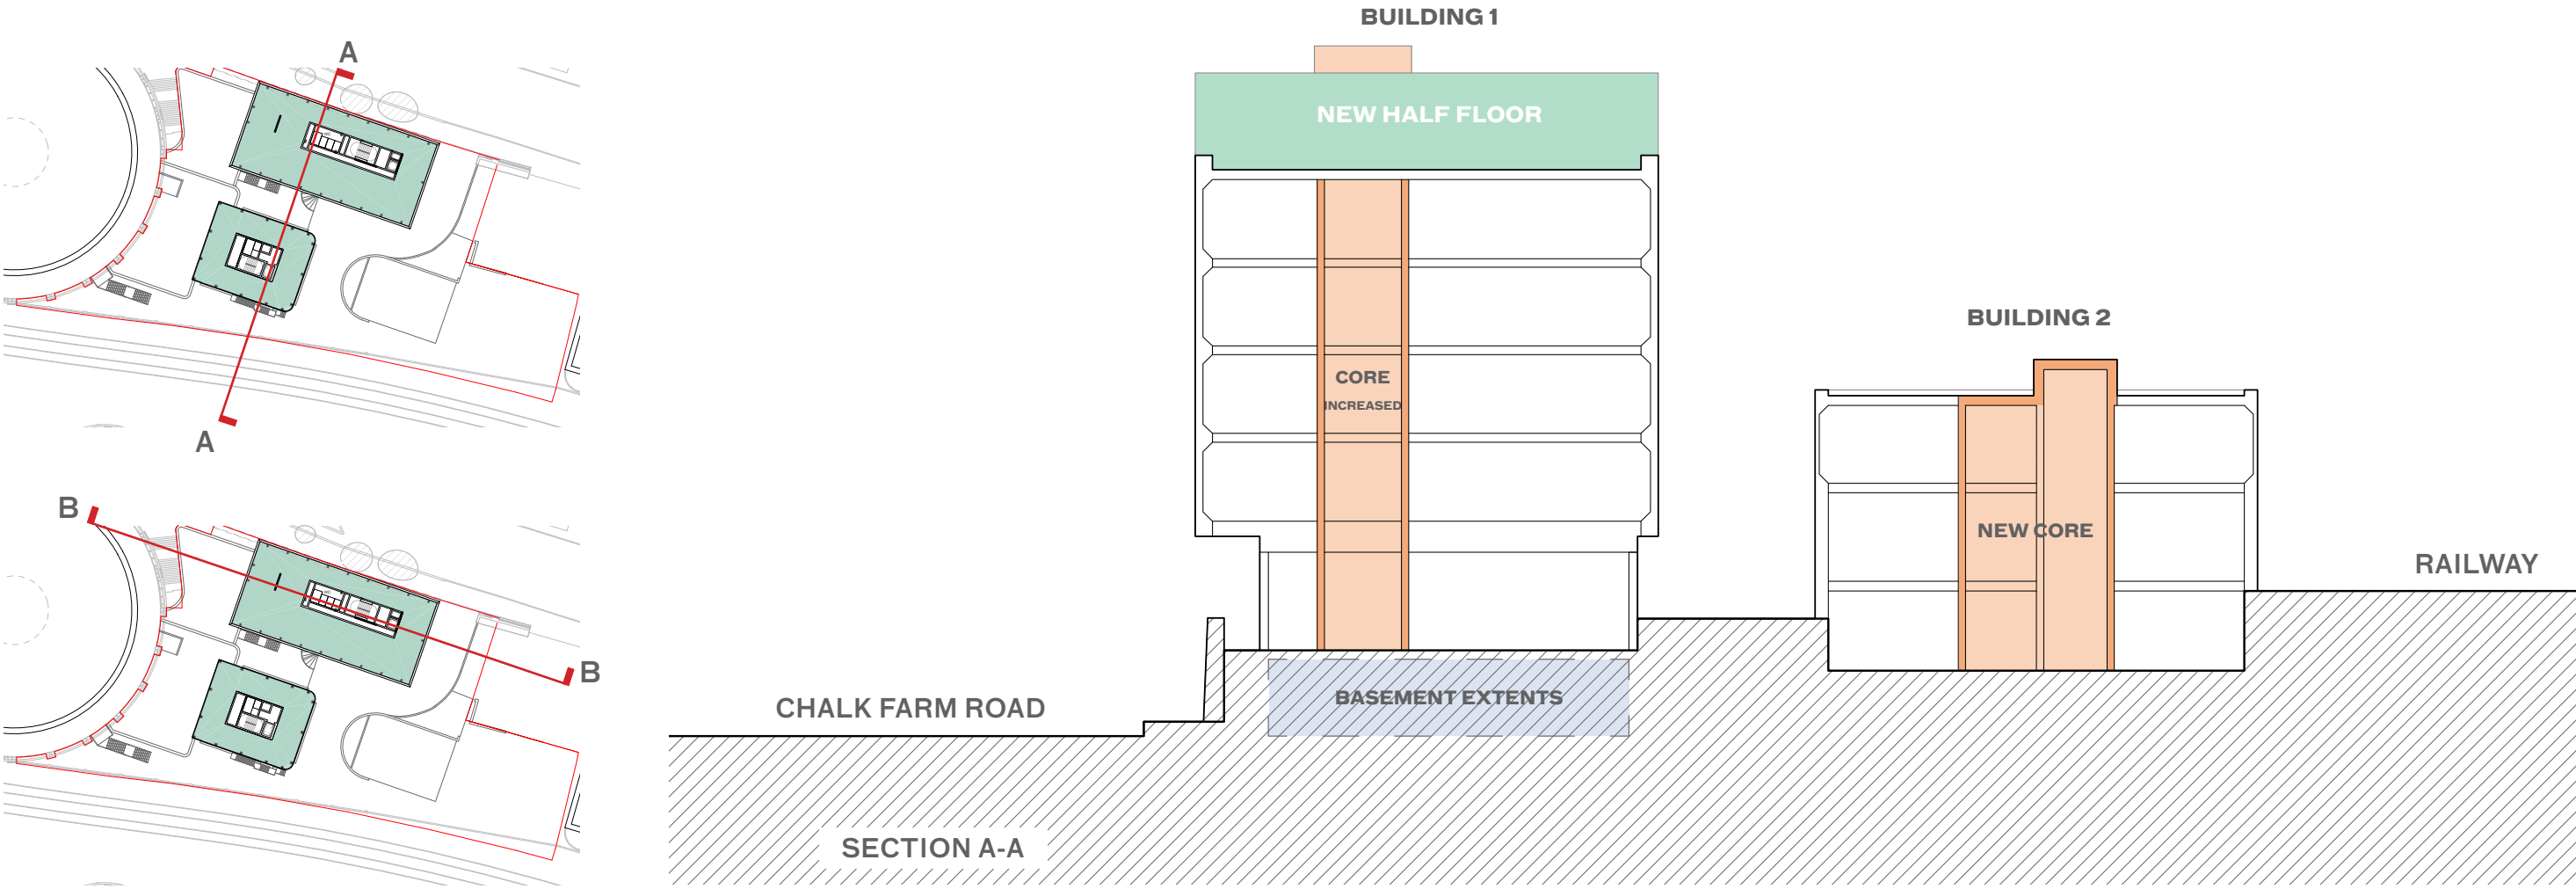 A
A
B
B
BUILDING 1
NEW HALF FLOOR
CORE
INCREASED
BUILDING 2
NEW CORE
RAILWAY
CHALK FARM ROAD
BASEMENT EXTENTS
SECTION A-A